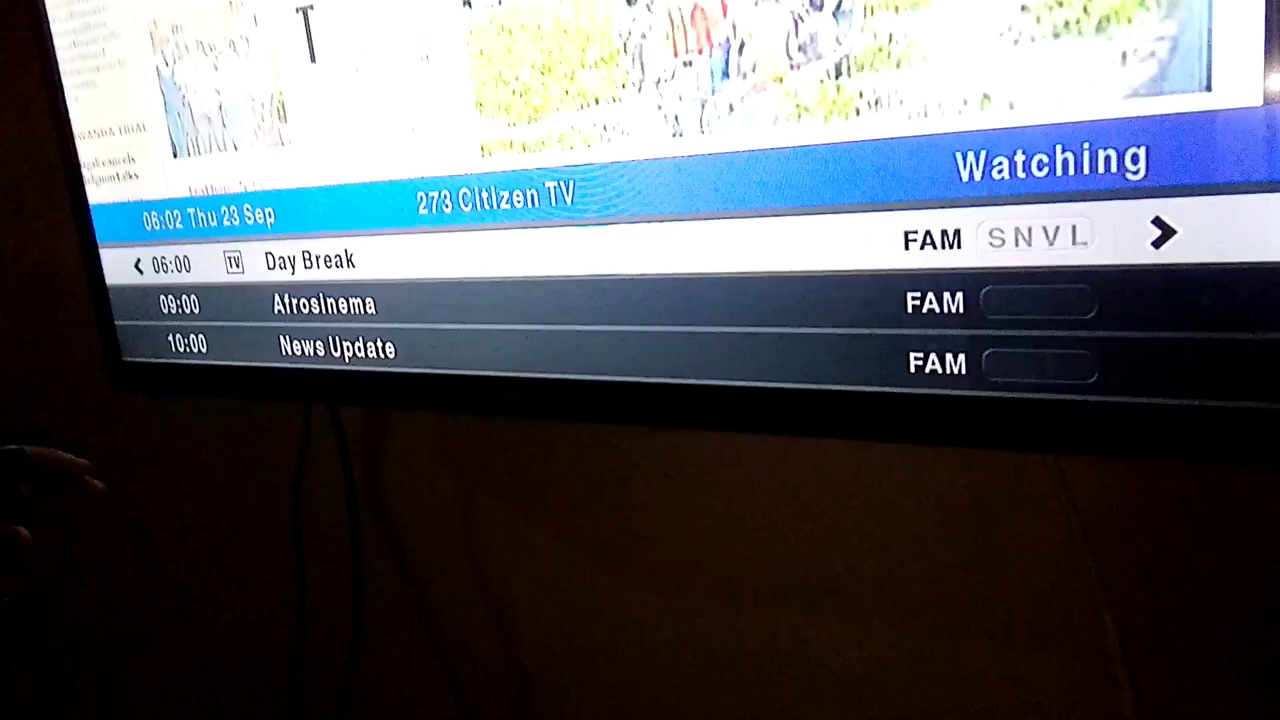 T
06:02 Thu 23 Sep 273 Citizen TV Watching
06:00 TV Day Break FAM S N V L
09:00 Afrosinema FAM
10:00 News Update FAM